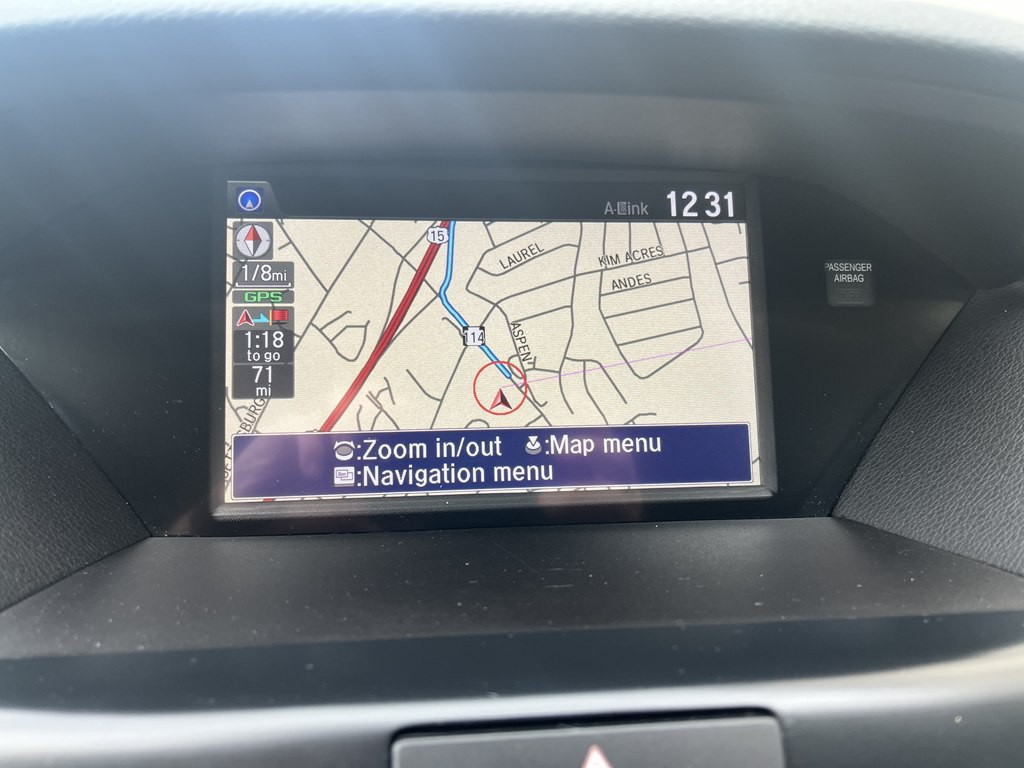 A-Link 12 31
15
LAUREL
KIM ACRES
ANDES
1/8mi
GPS
114
ASPEN
1:18
to go
71
mi
:Zoom in/out :Map menu
:Navigation menu
PASSENGER
AIRBAG